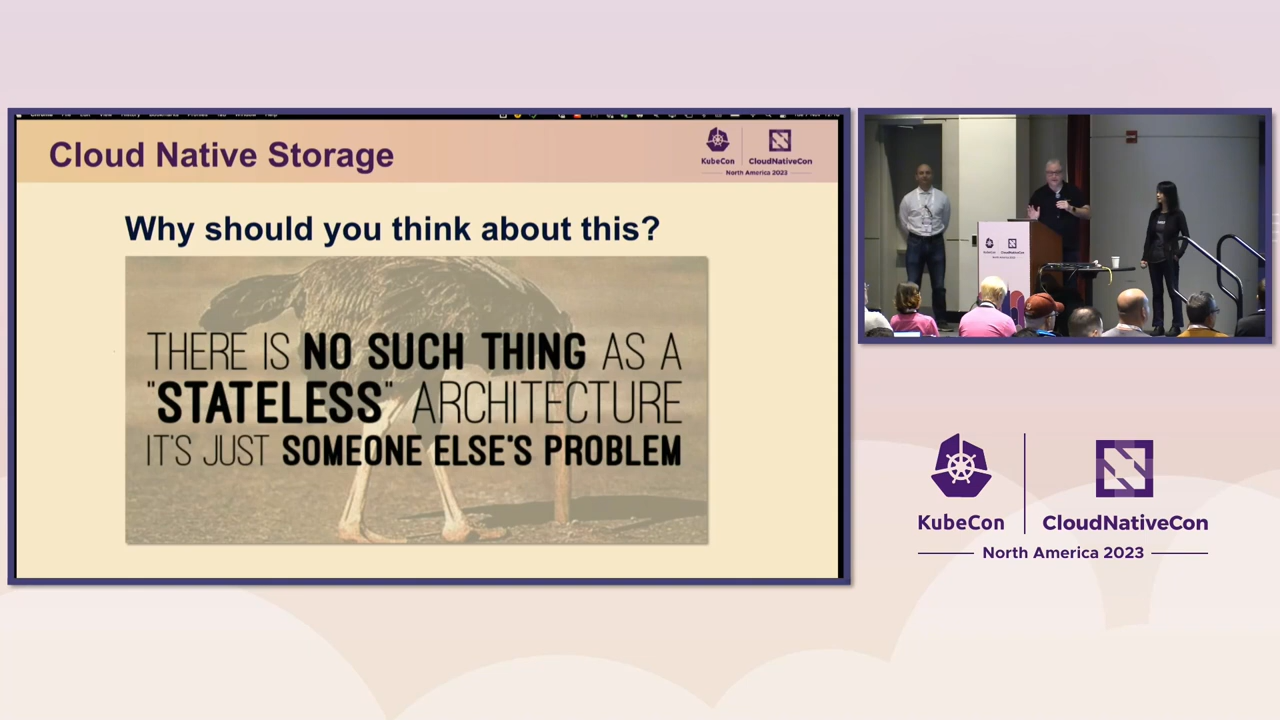 Cloud Native Storage
KubeCon
CloudNativeCon
North America 2023
Why should you think about this?
THERE IS NO SUCH THING AS A
"STATELESS" ARCHITECTURE
IT'S JUST SOMEONE ELSE'S PROBLEM
KubeCon
CloudNativeCon
North America 2023